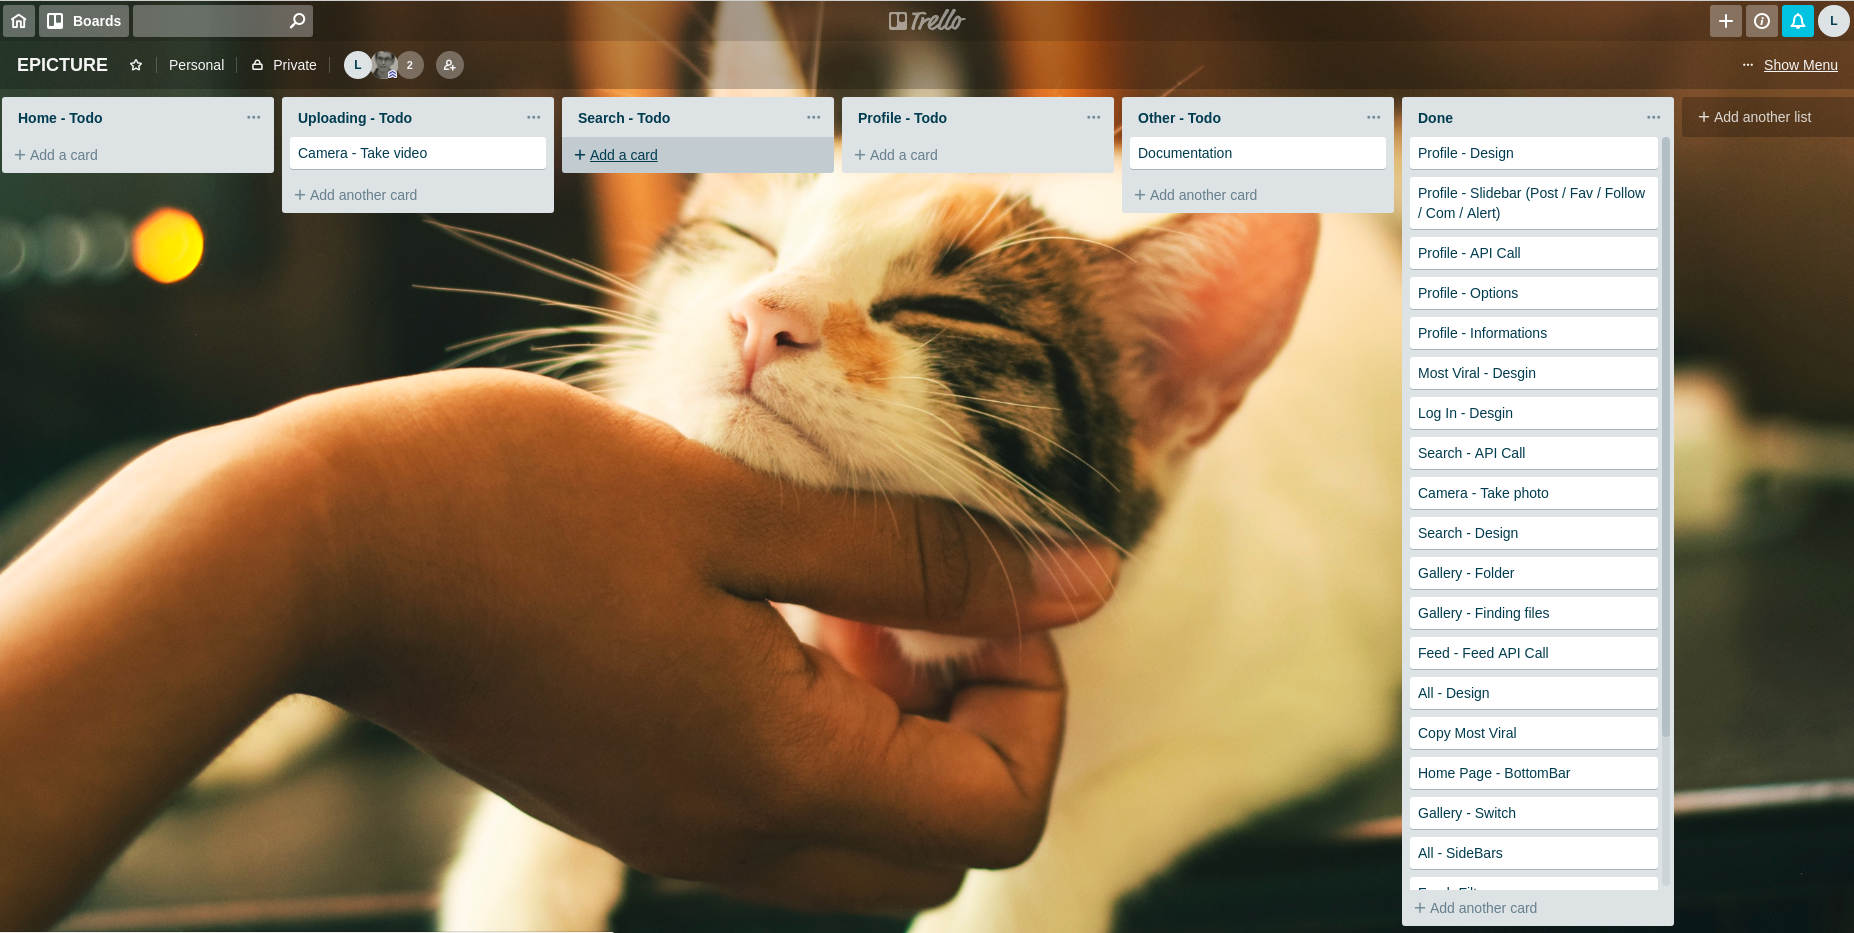 Boards
Trello
L
EPICTURE
Personal
Private
L
2
Show Menu
Home - Todo
Add a card
Uploading - Todo
Camera - Take video
Add another card
Search - Todo
Add a card
Profile - Todo
Add a card
Other - Todo
Documentation
Add another card
Done
Profile - Design
Profile - Slidebar (Post / Fav / Follow
/ Com / Alert)
Profile - API Call
Profile - Options
Profile - Informations
Most Viral - Desgin
Log In - Desgin
Search - API Call
Camera - Take photo
Search - Design
Gallery - Folder
Gallery - Finding files
Feed - Feed API Call
All - Design
Copy Most Viral
Home Page - BottomBar
Gallery - Switch
All - SideBars
Add another card
Add another list